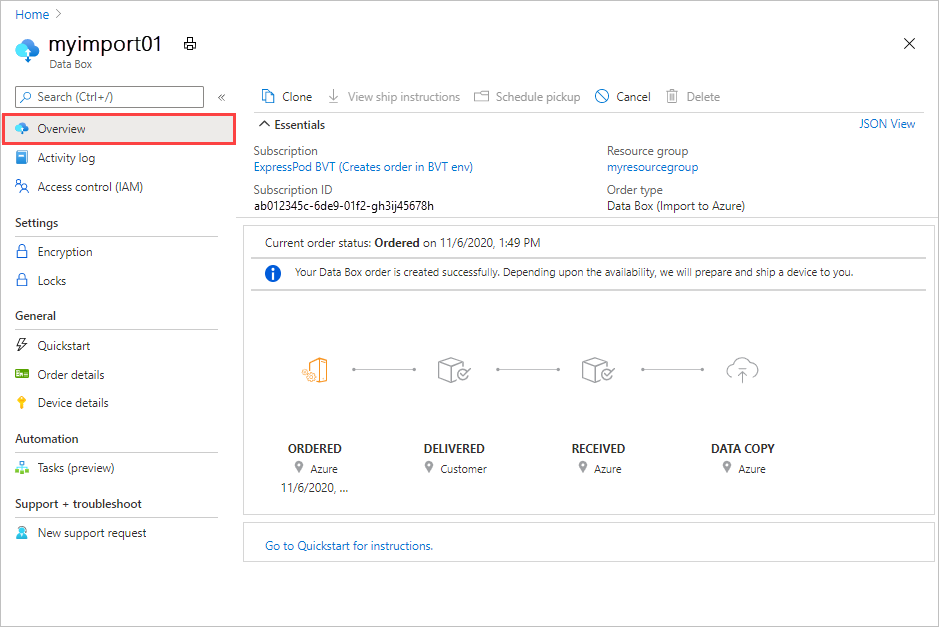 Home
myimport01
Data Box
Search (Ctrl+/)
Overview
Activity log
Access control (IAM)
Settings
Encryption
Locks
General
Quickstart
Order details
Device details
Automation
Tasks (preview)
Support + troubleshoot
New support request
Clone View ship instructions Schedule pickup Cancel Delete
Essentials JSON View
Subscription Resource group
ExpressPod BVT (Creates order in BVT env) myresourcegroup
Subscription ID Order type
ab012345c-6de9-01f2-gh3ij45678h Data Box (Import to Azure)
Current order status: Ordered on 11/6/2020, 1:49 PM
Your Data Box order is created successfully. Depending upon the availability, we will prepare and ship a device to you.
ORDERED DELIVERED RECEIVED DATA COPY
Azure Customer Azure Azure
11/6/2020, ...
Go to Quickstart for instructions.